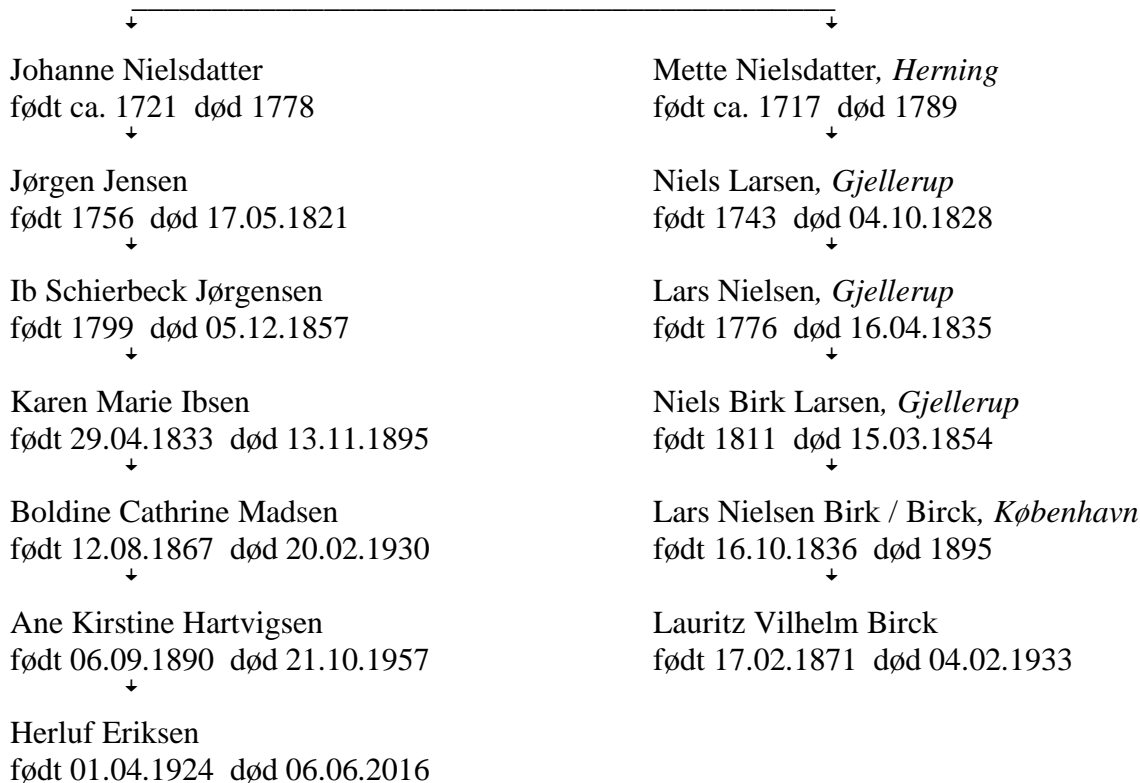 Johanne Nielsdatter
født ca. 1721 død 1778
Jørgen Jensen
født 1756 død 17.05.1821
Ib Schierbeck Jørgensen
født 1799 død 05.12.1857
Karen Marie Ibsen
født 29.04.1833 død 13.11.1895
Boldine Cathrine Madsen
født 12.08.1867 død 20.02.1930
Ane Kirstine Hartvigsen
født 06.09.1890 død 21.10.1957
Herluf Eriksen
født 01.04.1924 død 06.06.2016
Mette Nielsdatter, Herning
født ca. 1717 død 1789
Niels Larsen, Gjellerup
født 1743 død 04.10.1828
Lars Nielsen, Gjellerup
født 1776 død 16.04.1835
Niels Birk Larsen, Gjellerup
født 1811 død 15.03.1854
Lars Nielsen Birk / Birck, København
født 16.10.1836 død 1895
Lauritz Vilhelm Birck
født 17.02.1871 død 04.02.1933